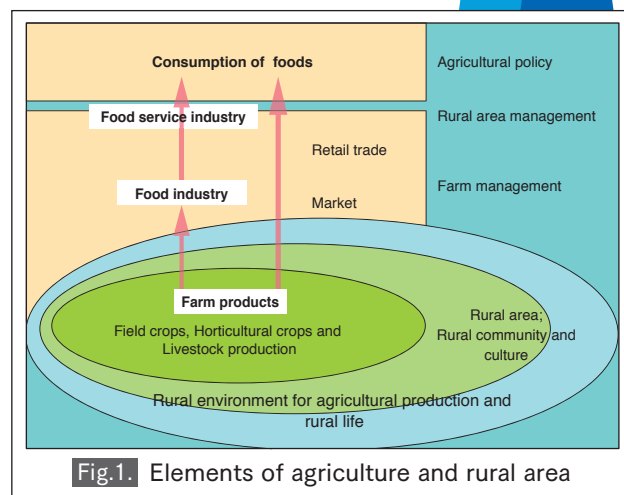 Consumption of foods
Agricultural policy
Food service industry
Rural area management
Retail trade
Food industry
Farm management
Market
Farm products
Field crops, Horticultural crops and
Livestock production
Rural area;
Rural community and
culture
Rural environment for agricultural production and
rural life
Fig.1. Elements of agriculture and rural area